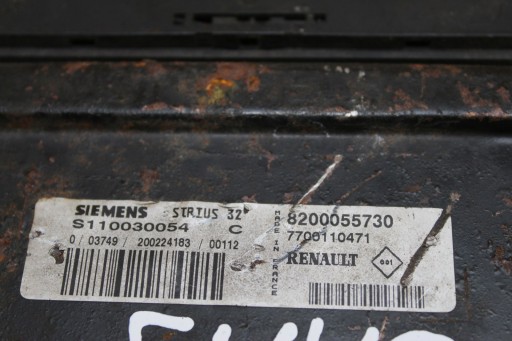 SIEMENS SIRIUS 32
S110030054 C
0 / 03749 / 200224183 / 00112
MADE IN FRANCE
8200055730
7700110471
RENAULT 001